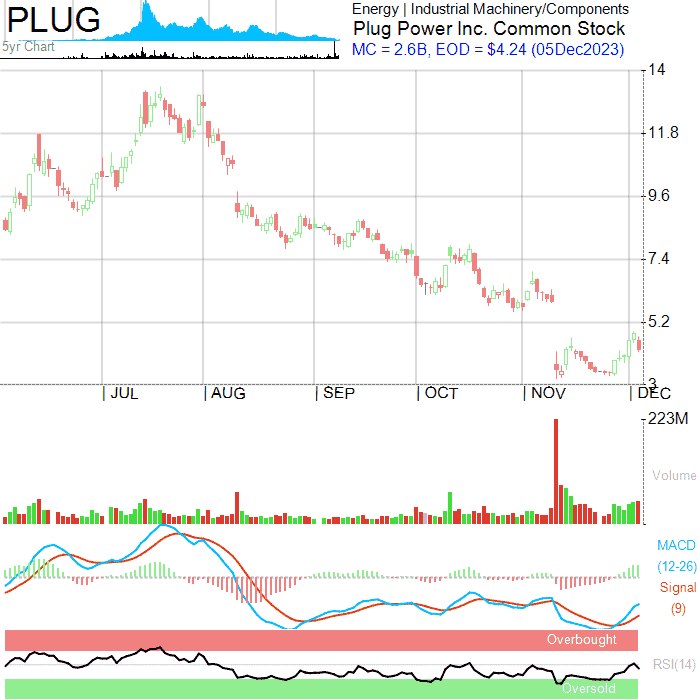 PLUG
5yr Chart
Energy | Industrial Machinery/Components
Plug Power Inc. Common Stock
MC = 2.6B, EOD = $4.24 (05Dec2023)
14
11.8
9.6
7.4
5.2
3
| JUL | AUG | SEP | OCT | NOV | DEC
223M
Volume
MACD
(12-26)
Signal
(9)
Overbought
RSI(14)
Oversold